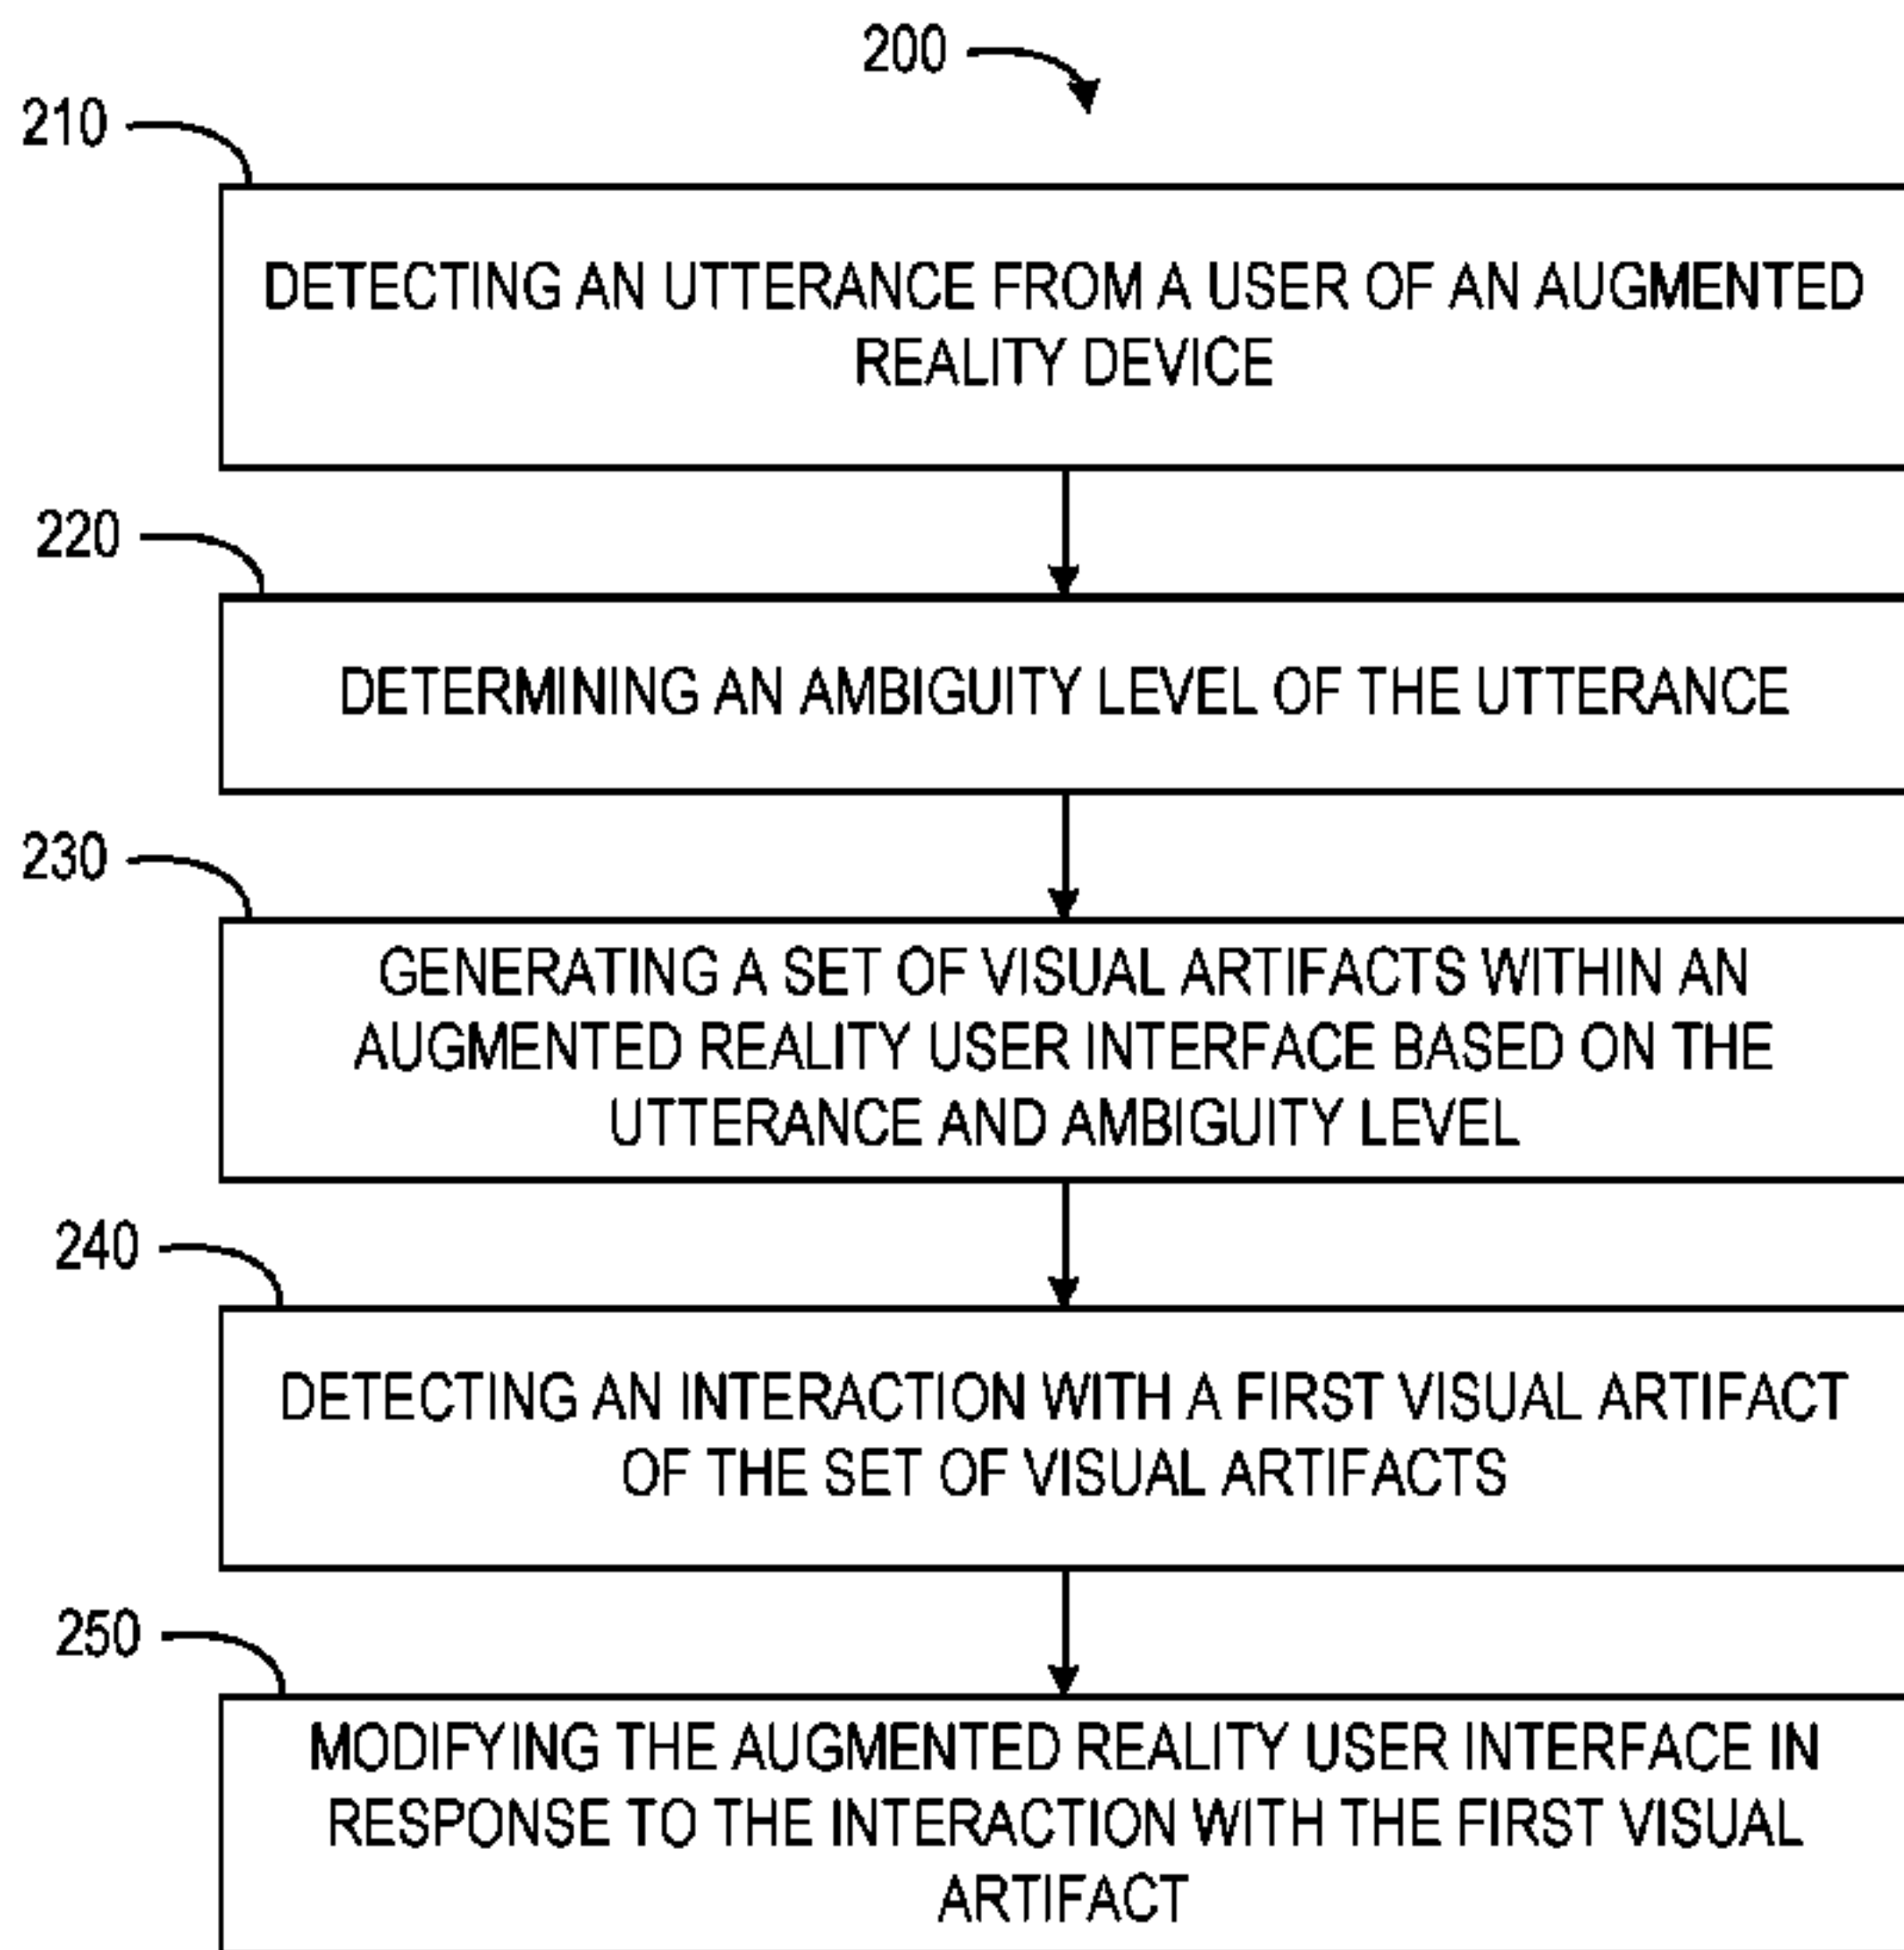 200
210
DETECTING AN UTTERANCE FROM A USER OF AN AUGMENTED
REALITY DEVICE
220
DETERMINING AN AMBIGUITY LEVEL OF THE UTTERANCE
230
GENERATING A SET OF VISUAL ARTIFACTS WITHIN AN
AUGMENTED REALITY USER INTERFACE BASED ON THE
UTTERANCE AND AMBIGUITY LEVEL
240
DETECTING AN INTERACTION WITH A FIRST VISUAL ARTIFACT
OF THE SET OF VISUAL ARTIFACTS
250
MODIFYING THE AUGMENTED REALITY USER INTERFACE IN
RESPONSE TO THE INTERACTION WITH THE FIRST VISUAL
ARTIFACT